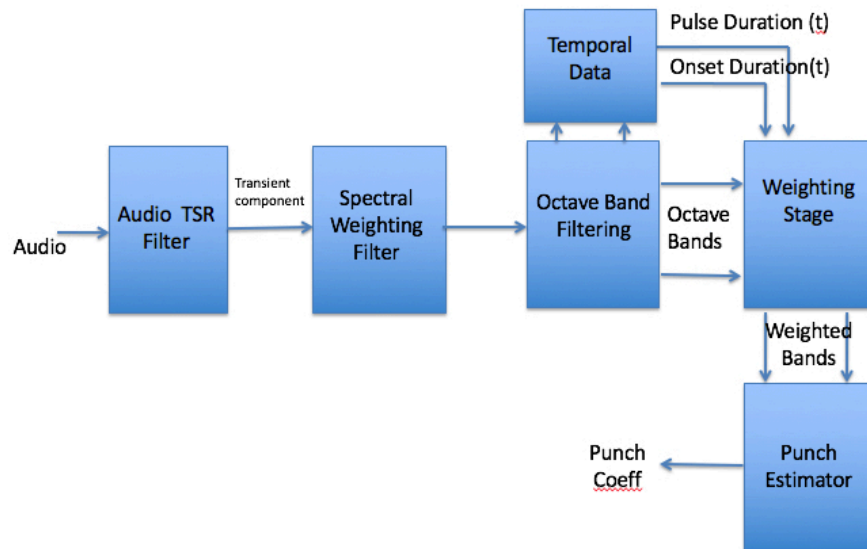 Audio
Audio TSR
Filter
Transient
component
Spectral
Weighting
Filter
Octave Band
Filtering
Temporal
Data
Pulse Duration (t)
Onset Duration(t)
Octave
Bands
Weighting
Stage
Weighted
Bands
Punch
Estimator
Punch
Coeff